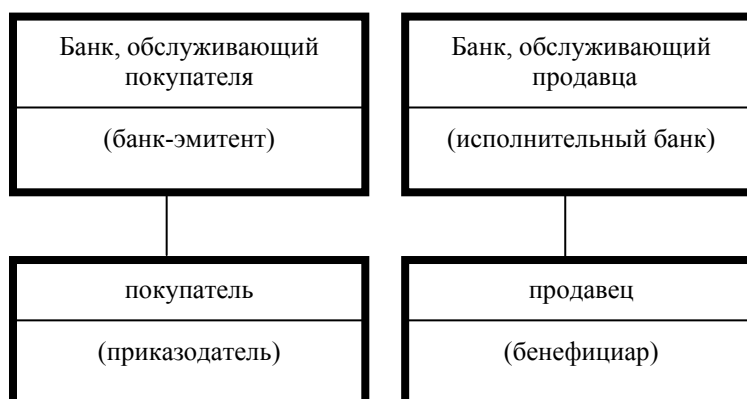 Банк, обслуживающий
покупателя
(банк-эмитент)
Банк, обслуживающий
продавца
(исполнительный банк)
покупатель
(приказодатель)
продавец
(бенефициар)